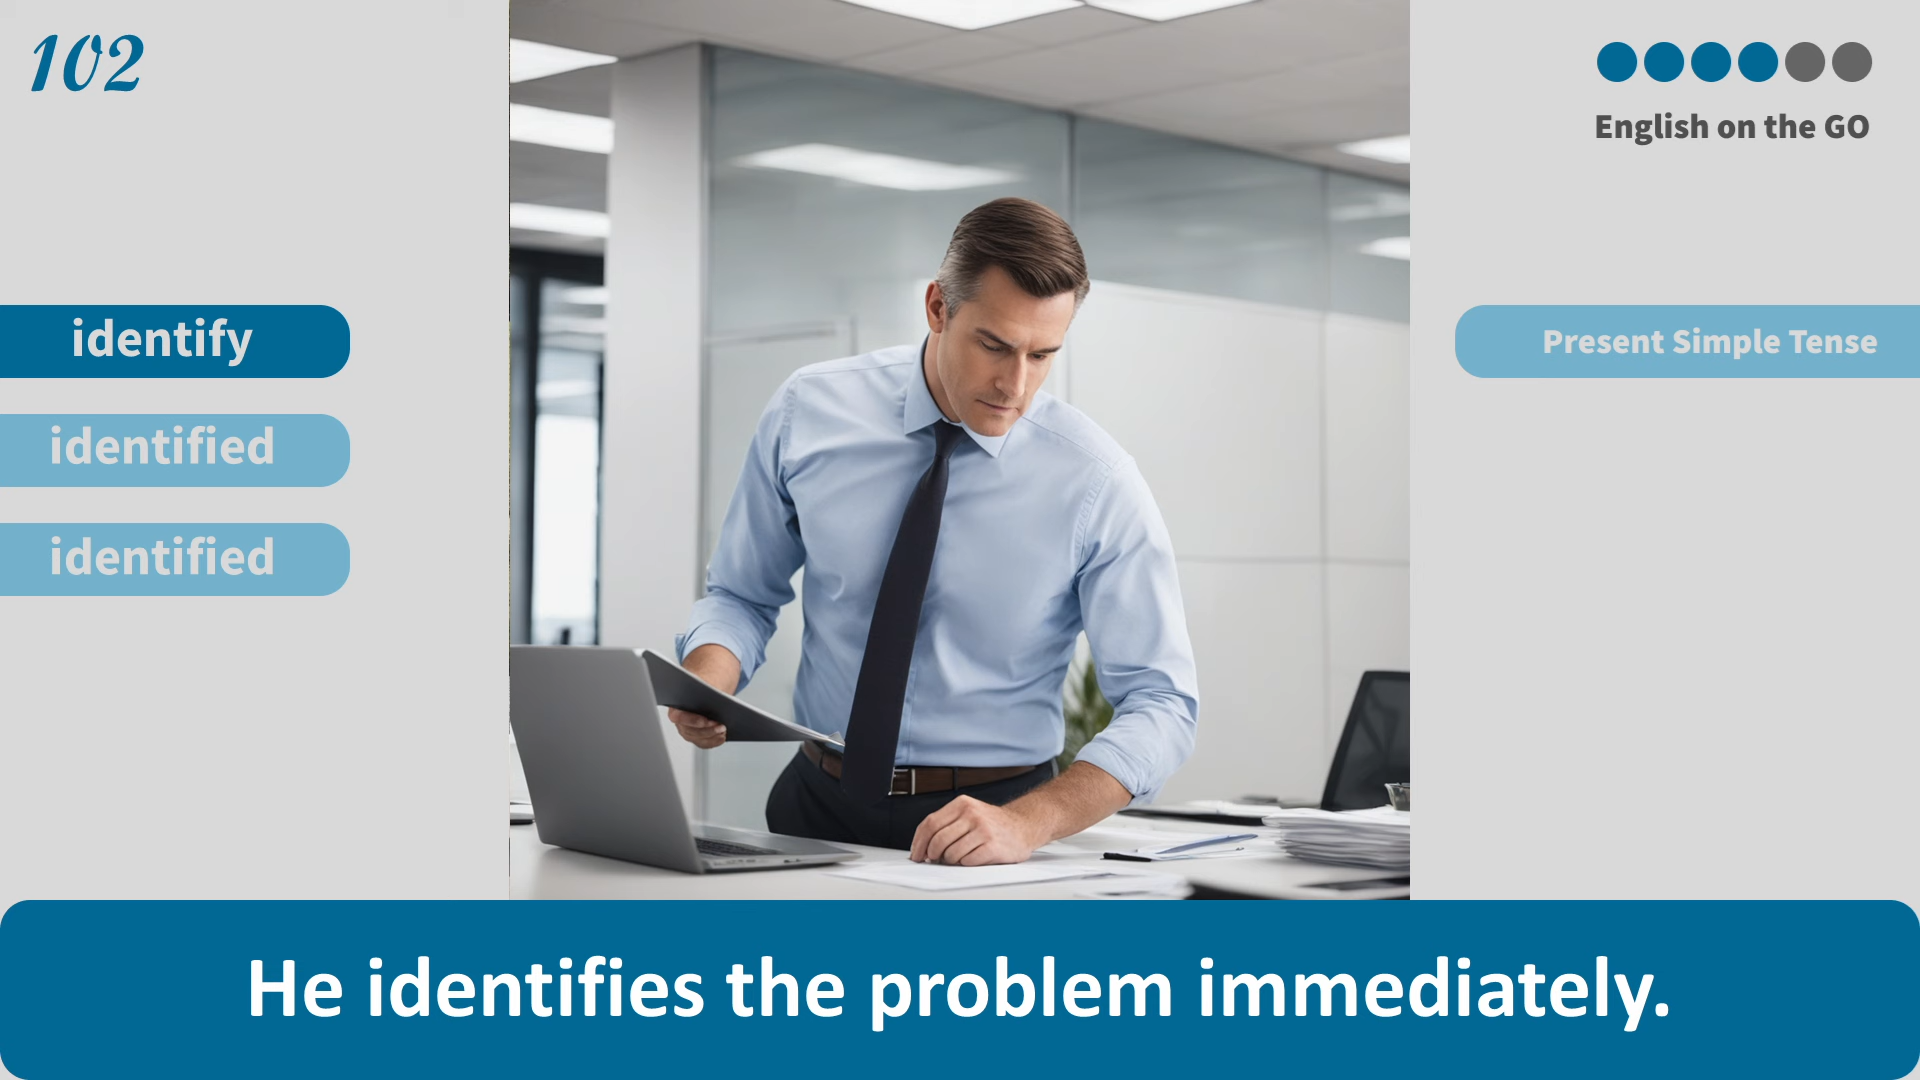 102
English on the GO
identify
identified
identified
Present Simple Tense
He identifies the problem immediately.